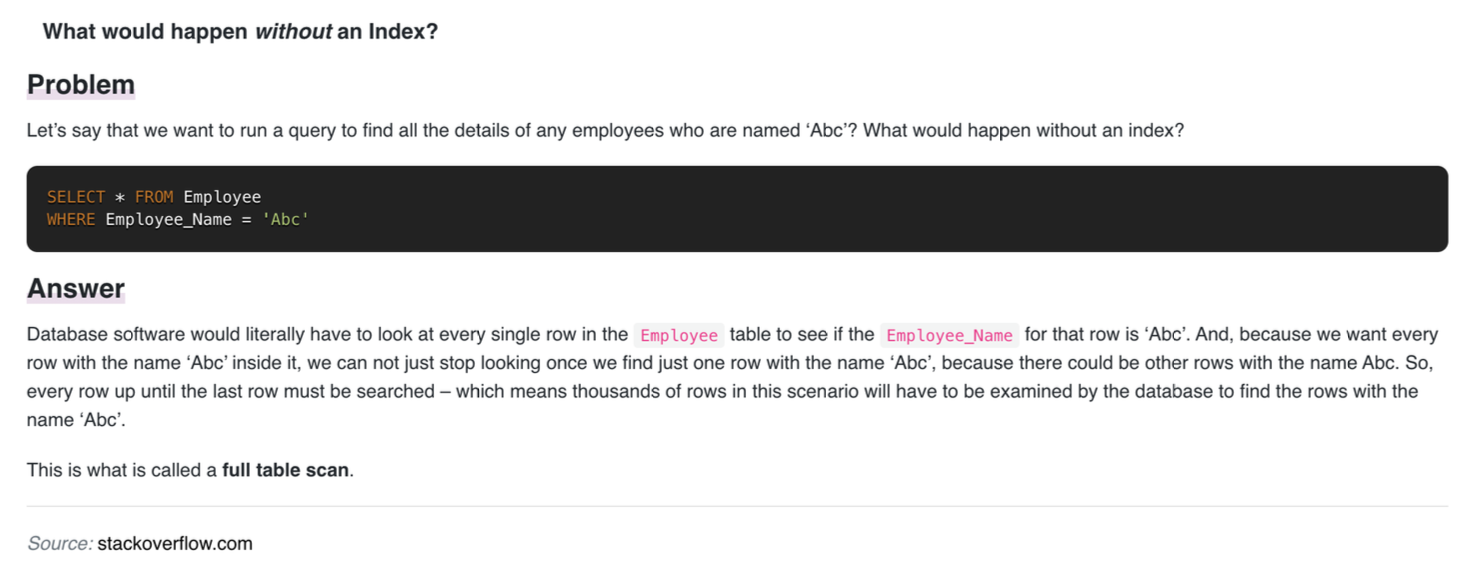 What would happen without an Index?
Problem
Let’s say that we want to run a query to find all the details of any employees who are named ‘Abc’? What would happen without an index?
SELECT * FROM Employee
WHERE Employee_Name = 'Abc'
Answer
Database software would literally have to look at every single row in the Employee table to see if the Employee_Name for that row is ‘Abc’. And, because we want every
row with the name ‘Abc’ inside it, we can not just stop looking once we find just one row with the name ‘Abc’, because there could be other rows with the name Abc. So,
every row up until the last row must be searched – which means thousands of rows in this scenario will have to be examined by the database to find the rows with the
name ‘Abc’.
This is what is called a full table scan.
Source: stackoverflow.com